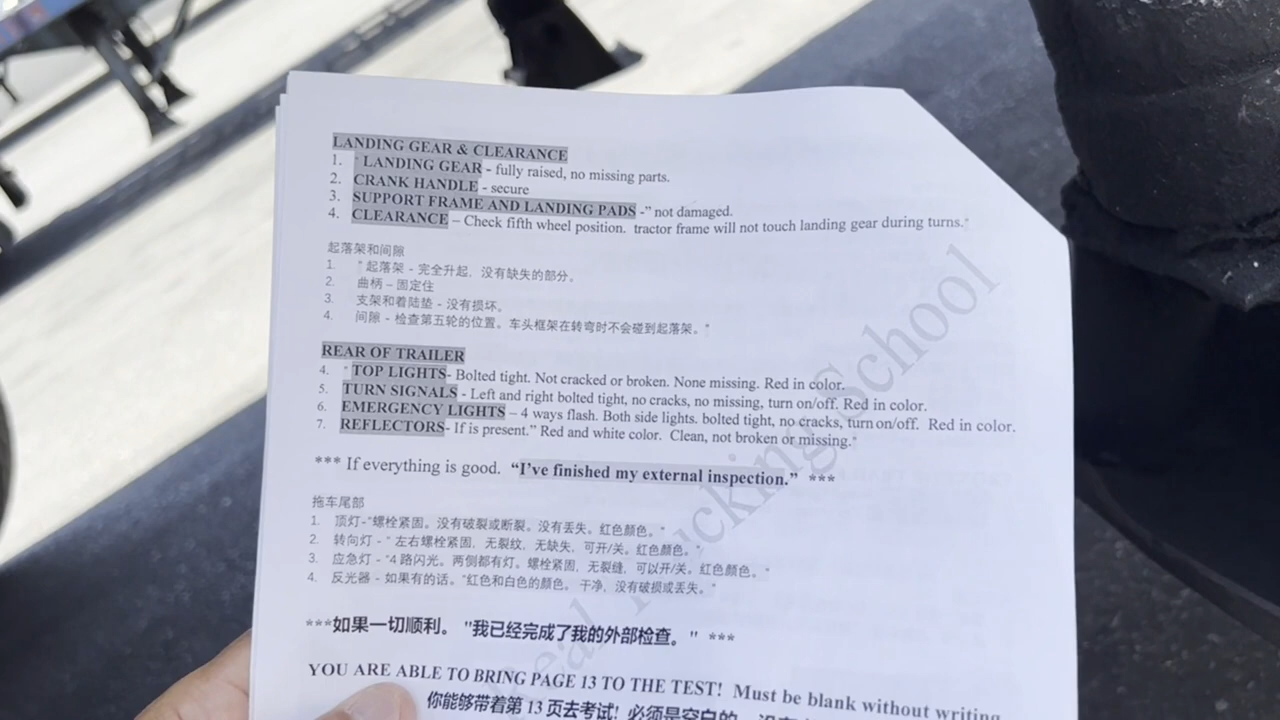 LANDING GEAR & CLEARANCE
1. " LANDING GEAR - fully raised, no missing parts.
2. CRANK HANDLE - secure
3. SUPPORT FRAME AND LANDING PADS -" not damaged.
4. CLEARANCE – Check fifth wheel position. tractor frame will not touch landing gear during turns."
起落架和间隙
1. " 起落架 - 完全升起，没有缺失的部分。
2. 曲柄 – 固定住
3. 支架和着陆垫 - 没有损坏。
4. 间隙 - 检查第五轮的位置。车头框架在转弯时不会碰到起落架。"
REAR OF TRAILER
4. " TOP LIGHTS- Bolted tight. Not cracked or broken. None missing. Red in color.
5. TURN SIGNALS - Left and right bolted tight, no cracks, no missing, turn on/off. Red in color.
6. EMERGENCY LIGHTS – 4 ways flash. Both side lights. bolted tight, no cracks, turn on/off. Red in color.
7. REFLECTORS- If is present." Red and white color. Clean, not broken or missing."
*** If everything is good. “I’ve finished my external inspection.” ***
拖车尾部
1. 顶灯-"螺栓紧固。没有破裂或断裂。没有丢失。红色颜色。"
2. 转向灯 - " 左右螺栓紧固，无裂纹，无缺失，可开/关。红色颜色。"
3. 应急灯 - "4 路闪光。两侧都有灯。螺栓紧固，无裂缝，可以开/关。红色颜色。"
4. 反光器 - 如果有的话。"红色和白色的颜色。干净，没有破损或丢失。"
***如果一切顺利。 "我已经完成了我的外部检查。" ***
YOU ARE ABLE TO BRING PAGE 13 TO THE TEST! Must be blank without writing
你能够带着第 13 页去考试! 必须是空白的
Real Trucking School